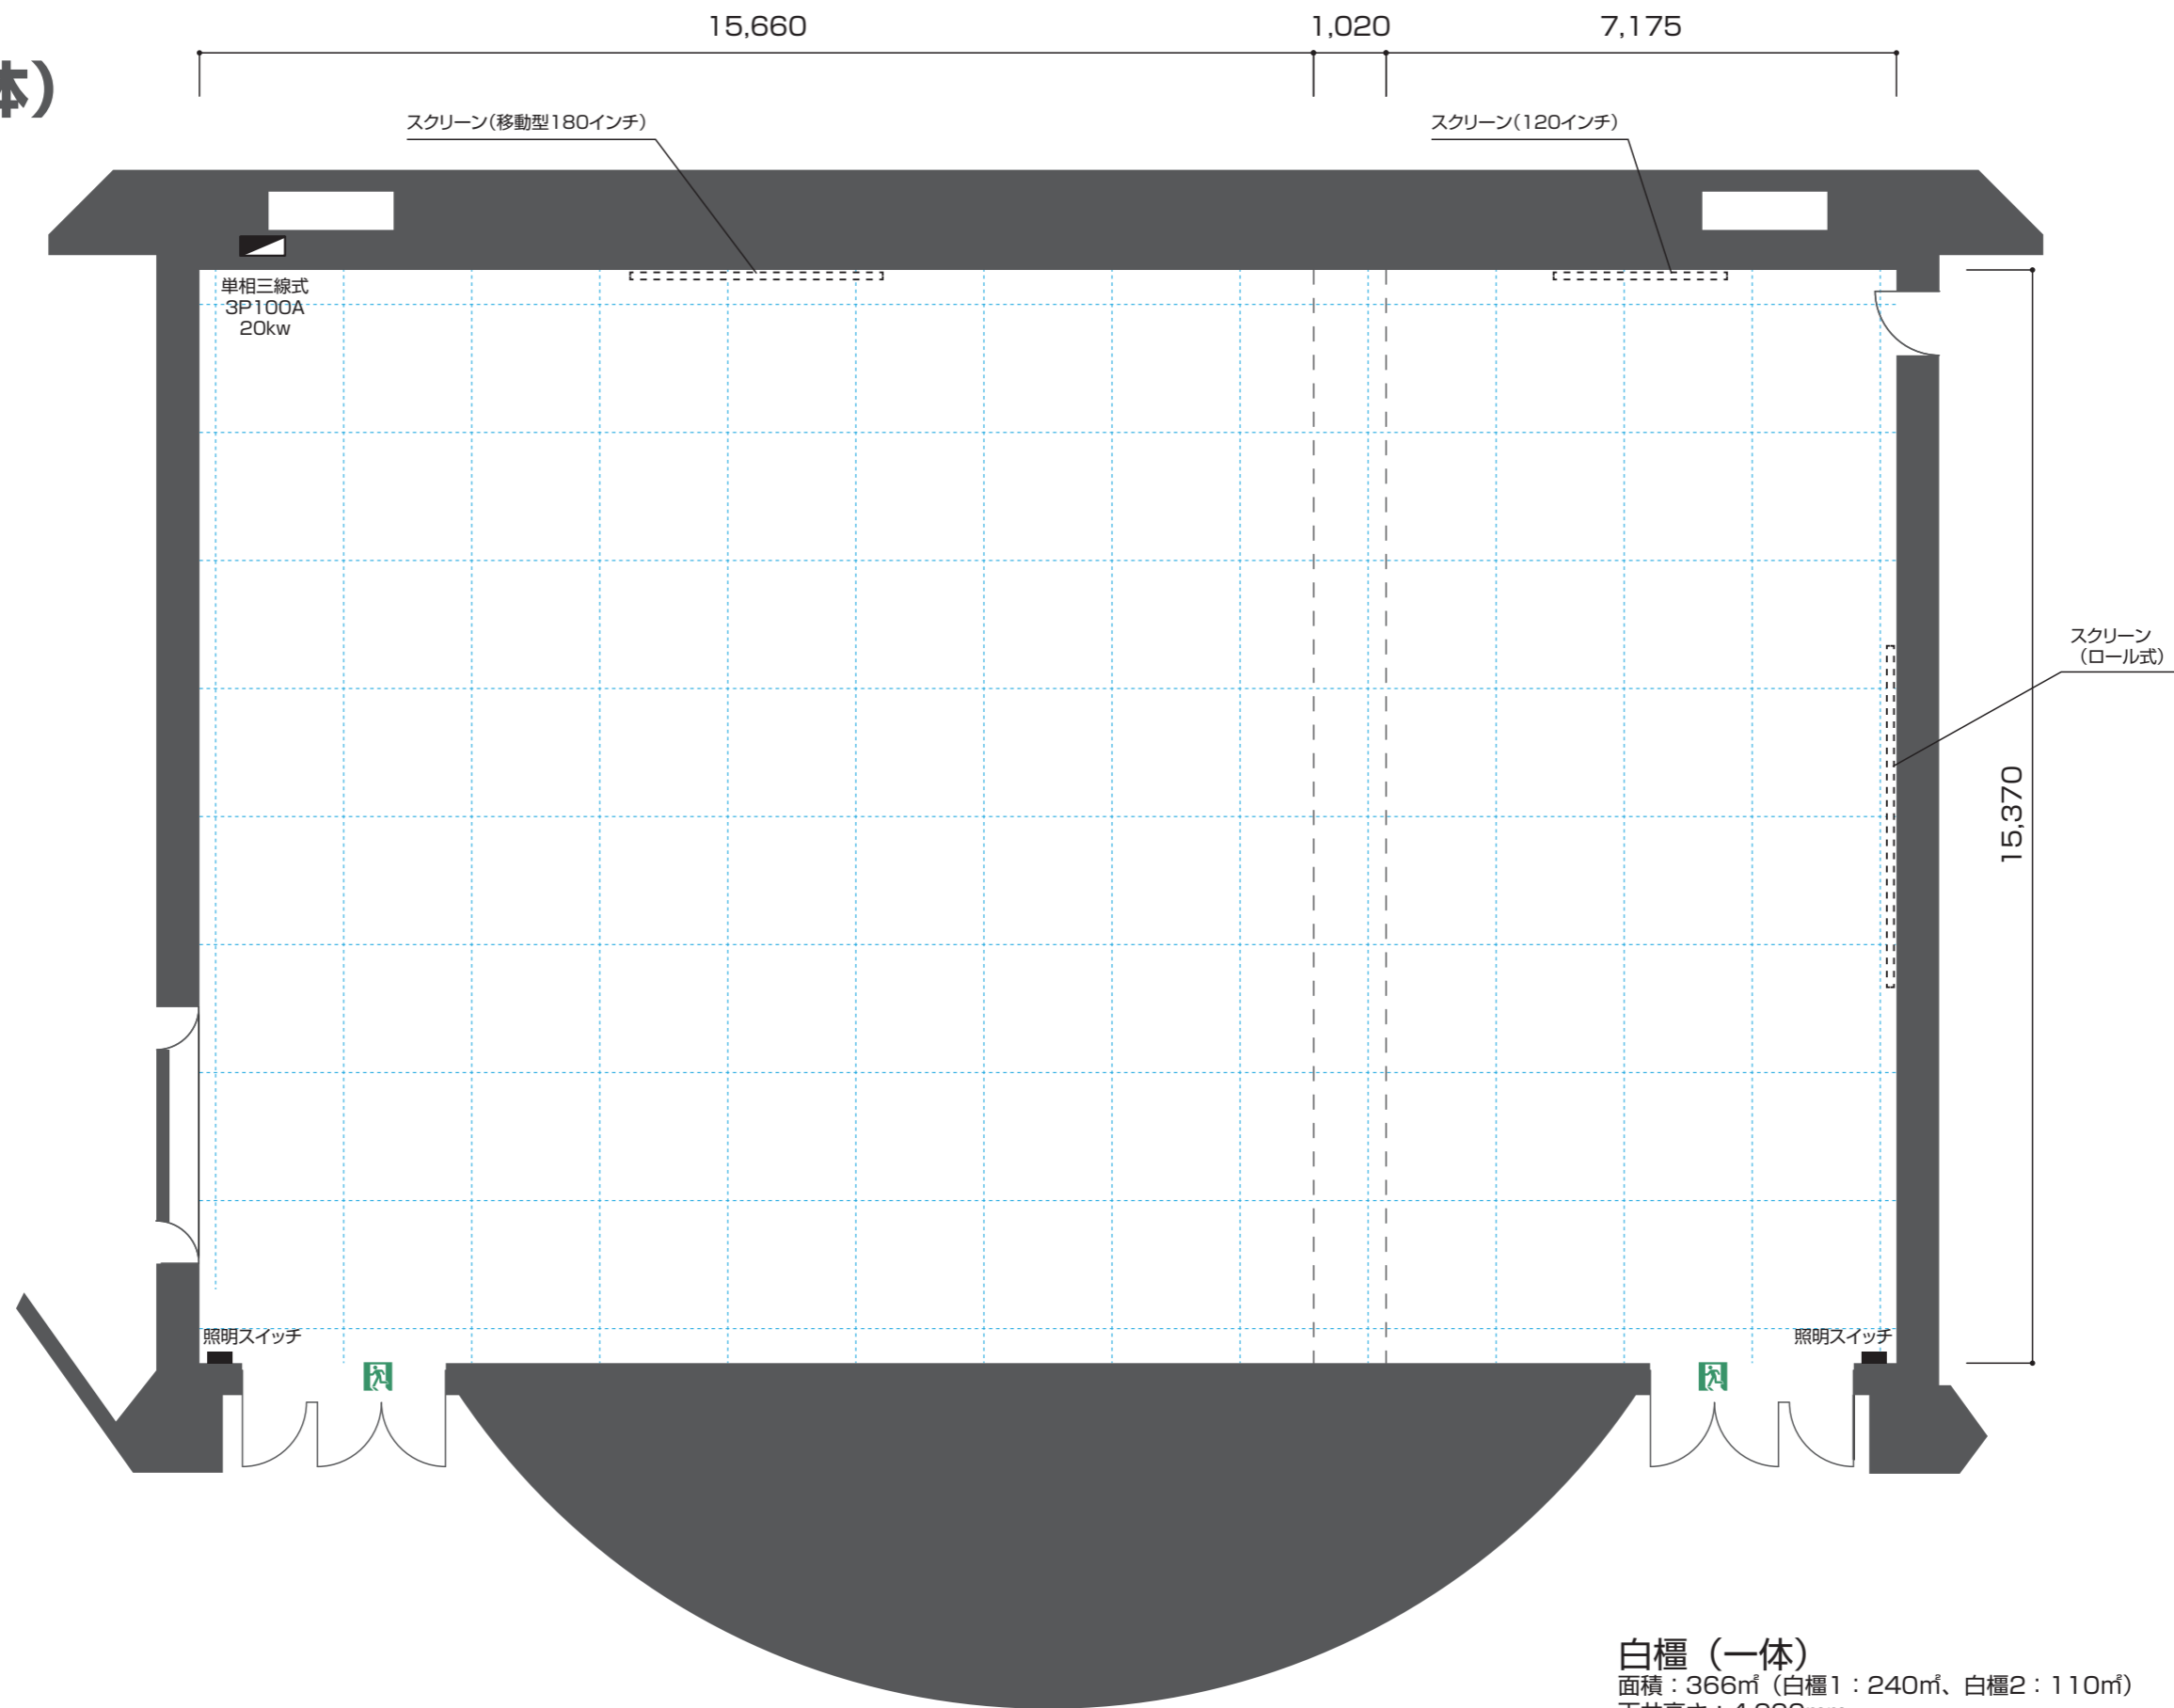 15,660
1,020
7,175
体）
スクリーン（移動型180インチ）
スクリーン（120インチ）
単相三線式
3P100A
20kw
スクリーン
（ロール式）
15,370
照明スイッチ
照明スイッチ
白橿（一体）
面積：366㎡（白橿1：240㎡、白橿2：110㎡）